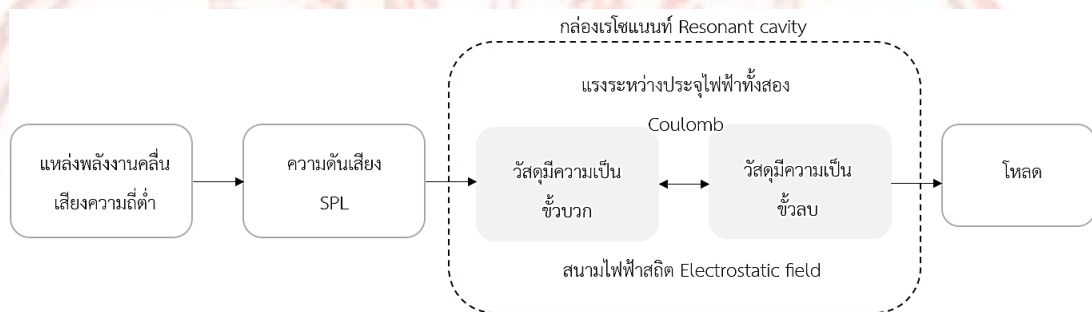 กล่องเรโซแนนท์ Resonant cavity
แรงระหว่างประจุไฟฟ้าทั้งสอง
Coulomb
แหล่งพลังงานคลื่น
เสียงความถี่ต่ำ
ความดันเสียง
SPL
วัสดุมีความเป็น
ขั้วบวก
วัสดุมีความเป็น
ขั้วลบ
โหลด
สนามไฟฟ้าสถิต Electrostatic field